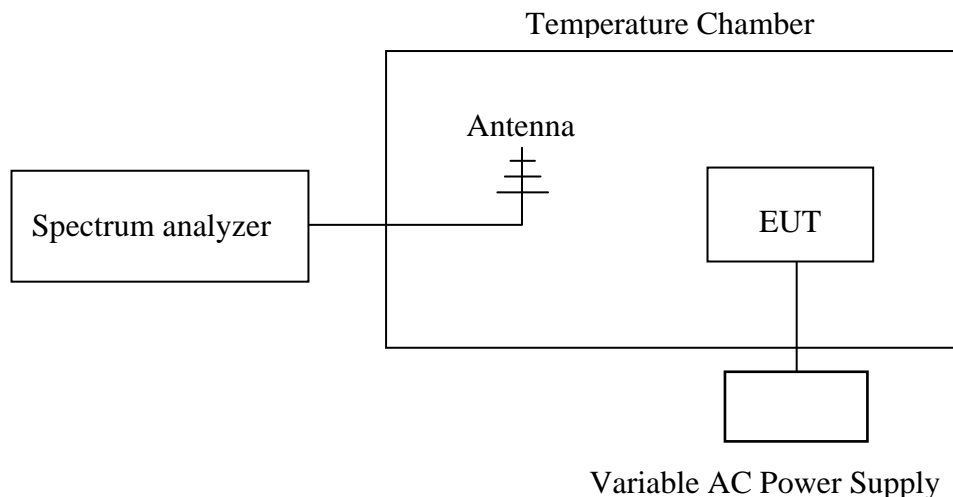 Temperature Chamber
Antenna
Spectrum analyzer
EUT
Variable AC Power Supply